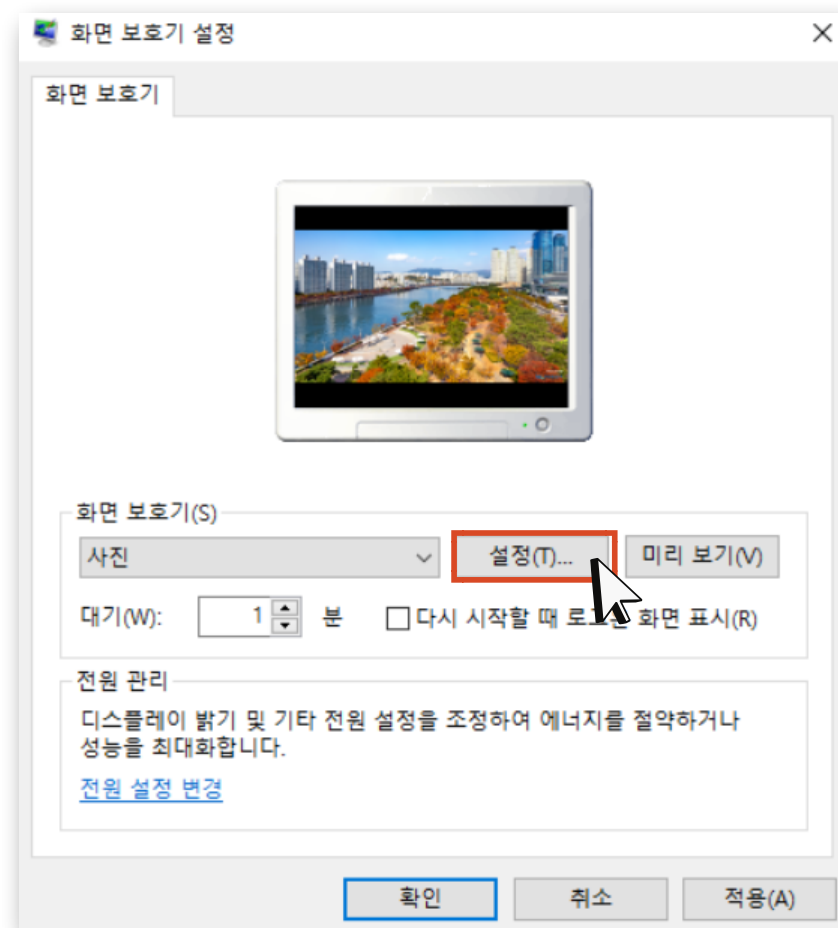 화면 보호기 설정
화면 보호기
화면 보호기(S)
사진
설정(T)...
미리 보기(V)
대기(W):
1
분
다시 시작할 때 화면 표시(R)
전원 관리
디스플레이 밝기 및 기타 전원 설정을 조정하여 에너지를 절약하거나
성능을 최대화합니다.
전원 설정 변경
확인
취소
적용(A)